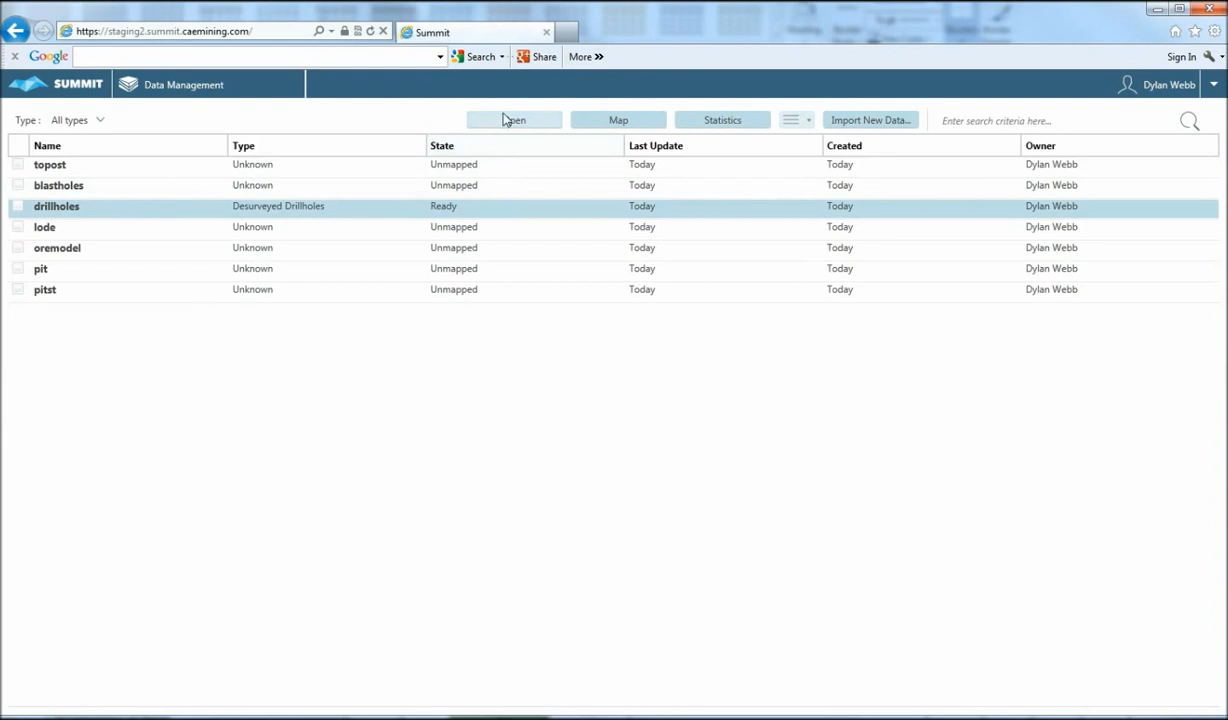 https://staging2.summit.caemining.com/
Summit
Google
Search
Share
More »
Sign In
SUMMIT
Data Management
Dylan Webb
Type : All types
Open
Map
Statistics
Import New Data...
Enter search criteria here...
Name Type State Last Update Created Owner
topost Unknown Unmapped Today Today Dylan Webb
blastholes Unknown Unmapped Today Today Dylan Webb
drillholes Desurveyed Drillholes Ready Today Today Dylan Webb
lode Unknown Unmapped Today Today Dylan Webb
oremodel Unknown Unmapped Today Today Dylan Webb
pit Unknown Unmapped Today Today Dylan Webb
pitst Unknown Unmapped Today Today Dylan Webb